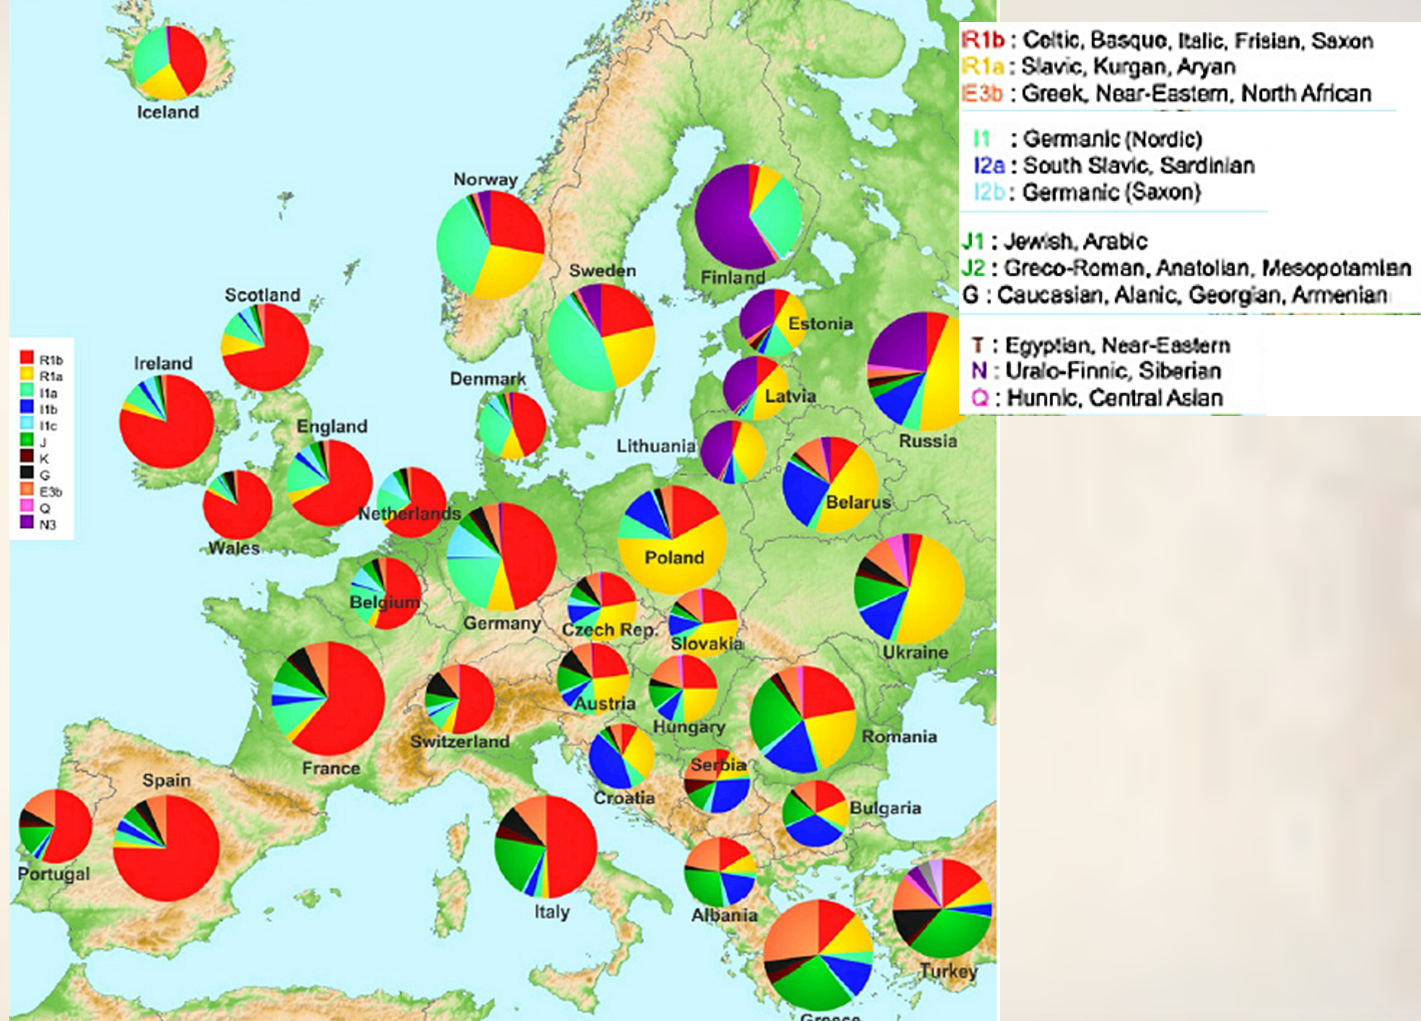 Iceland
Norway
Sweden
Finland
Scotland
Ireland
England
Wales
Denmark
Estonia
Latvia
Lithuania
Russia
Netherlands
Belgium
Germany
Poland
Belarus
Czech Rep.
Slovakia
Ukraine
Austria
Hungary
Switzerland
France
Romania
Croatia
Serbia
Bulgaria
Spain
Portugal
Italy
Albania
Turkey
Greece
R1b
R1a
I1a
I1b
I1c
J
K
G
E3b
Q
N3
R1b : Celtic, Basque, Italic, Frisian, Saxon
R1a : Slavic, Kurgan, Aryan
E3b : Greek, Near-Eastern, North African
I1 : Germanic (Nordic)
I2a : South Slavic, Sardinian
I2b : Germanic (Saxon)
J1 : Jewish, Arabic
J2 : Greco-Roman, Anatolian, Mesopotamian
G : Caucasian, Alanic, Georgian, Armenian
T : Egyptian, Near-Eastern
N : Uralo-Finnic, Siberian
Q : Hunnic, Central Asian